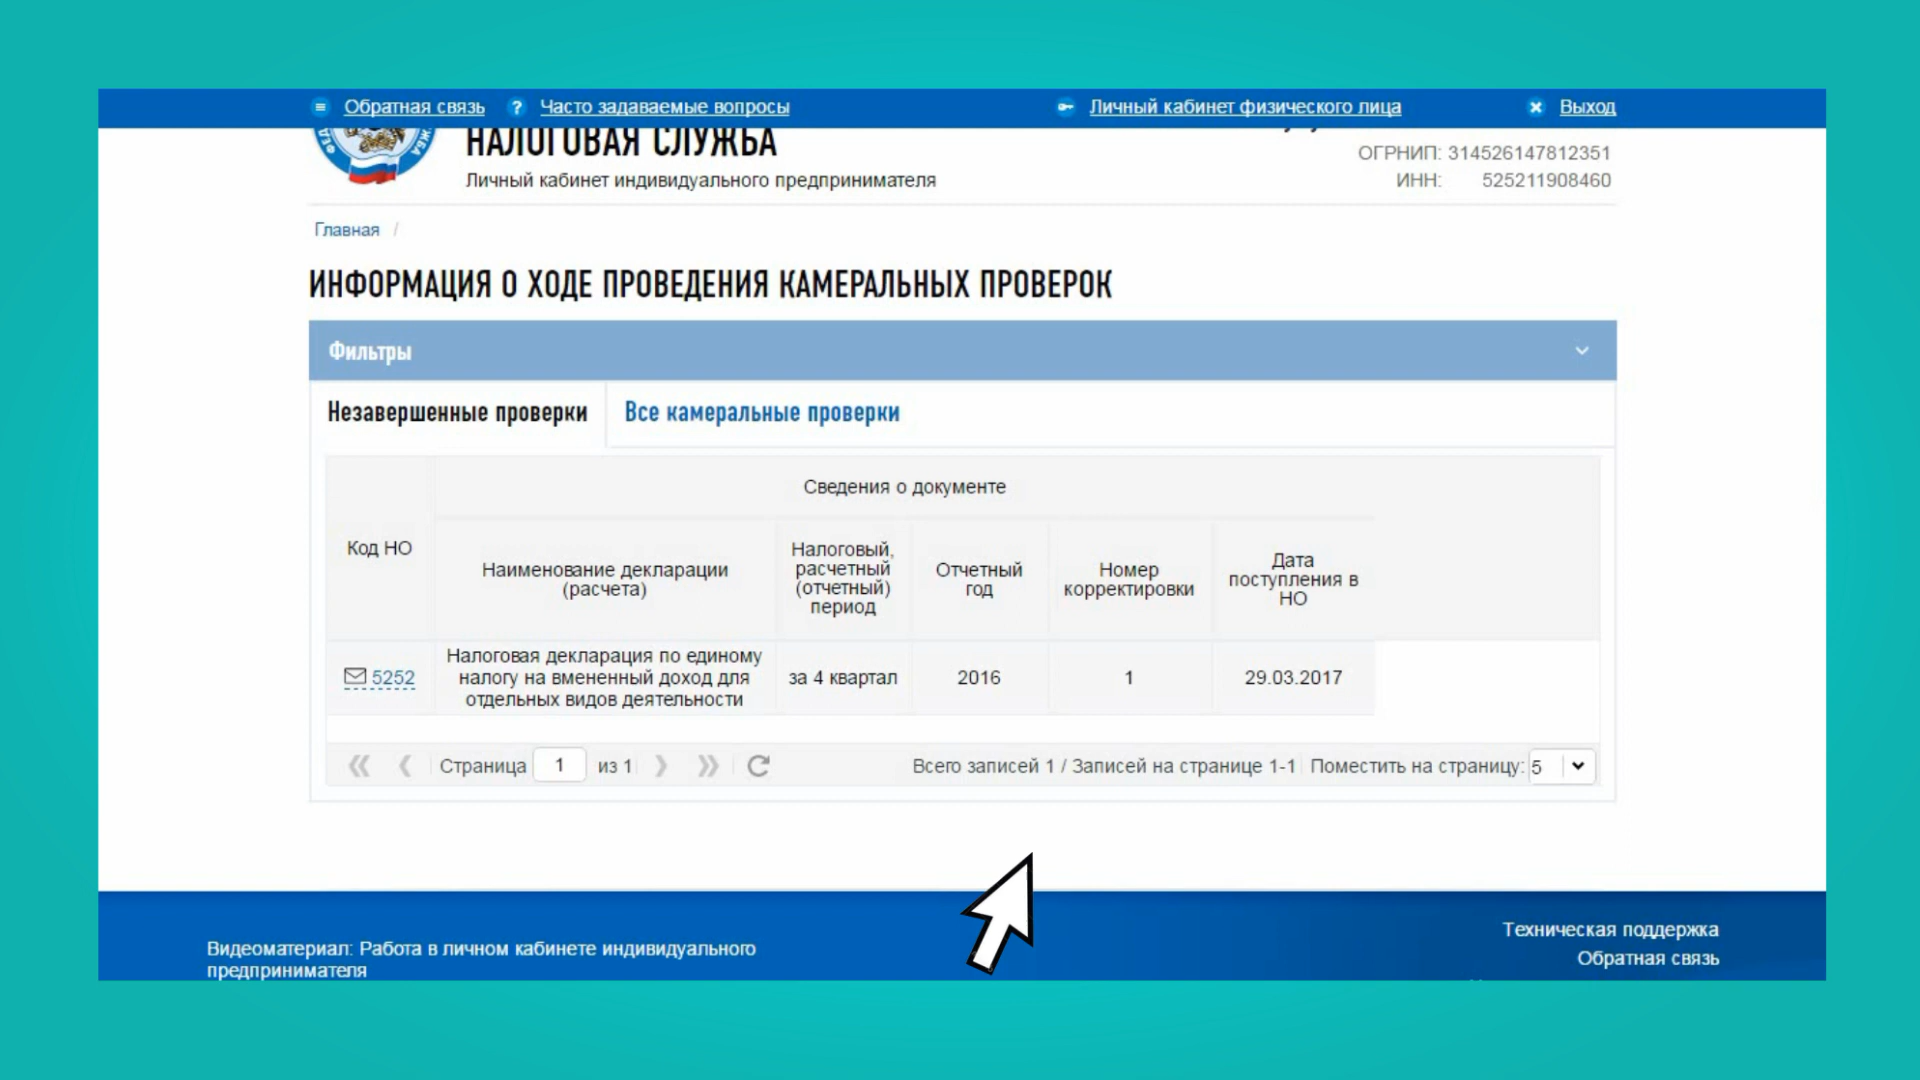 Обратная связь ? Часто задаваемые вопросы Личный кабинет физического лица Выход
НАЛОГОВАЯ СЛУЖБА
ОГРНИП: 314526147812351
Личный кабинет индивидуального предпринимателя
ИНН: 525211908460
Главная /
ИНФОРМАЦИЯ О ХОДЕ ПРОВЕДЕНИЯ КАМЕРАЛЬНЫХ ПРОВЕРОК
Фильтры
Незавершенные проверки Все камеральные проверки
Сведения о документе
Код НО
Наименование декларации
(расчета)
Налоговый,
расчетный
(отчетный)
период
Отчетный
год
Номер
корректировки
Дата
поступления в
НО
5252
Налоговая декларация по единому
налогу на вмененный доход для
отдельных видов деятельности
за 4 квартал
2016
1
29.03.2017
Страница 1 из 1 Всего записей 1 / Записей на странице 1-1 Поместить на страницу: 5
Видеоматериал: Работа в личном кабинете индивидуального
предпринимателя
Техническая поддержка
Обратная связь